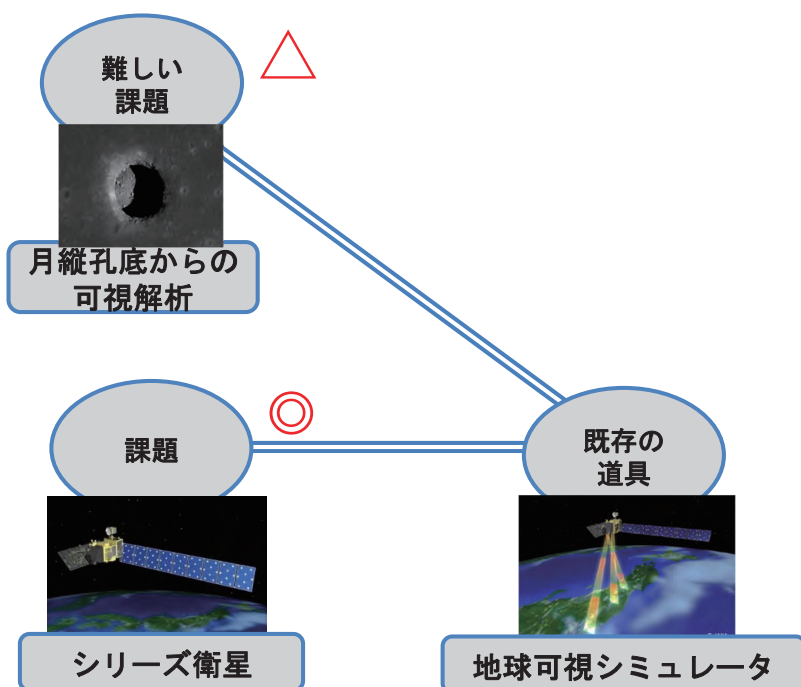 難しい
課題
月縦孔底からの
可視解析
課題
既存の
道具
シリーズ衛星
地球可視シミュレータ